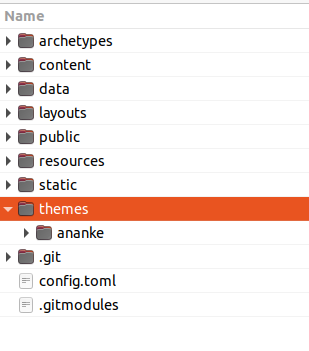 Name
archetypes
content
data
layouts
public
resources
static
themes
ananke
.git
config.toml
.gitmodules